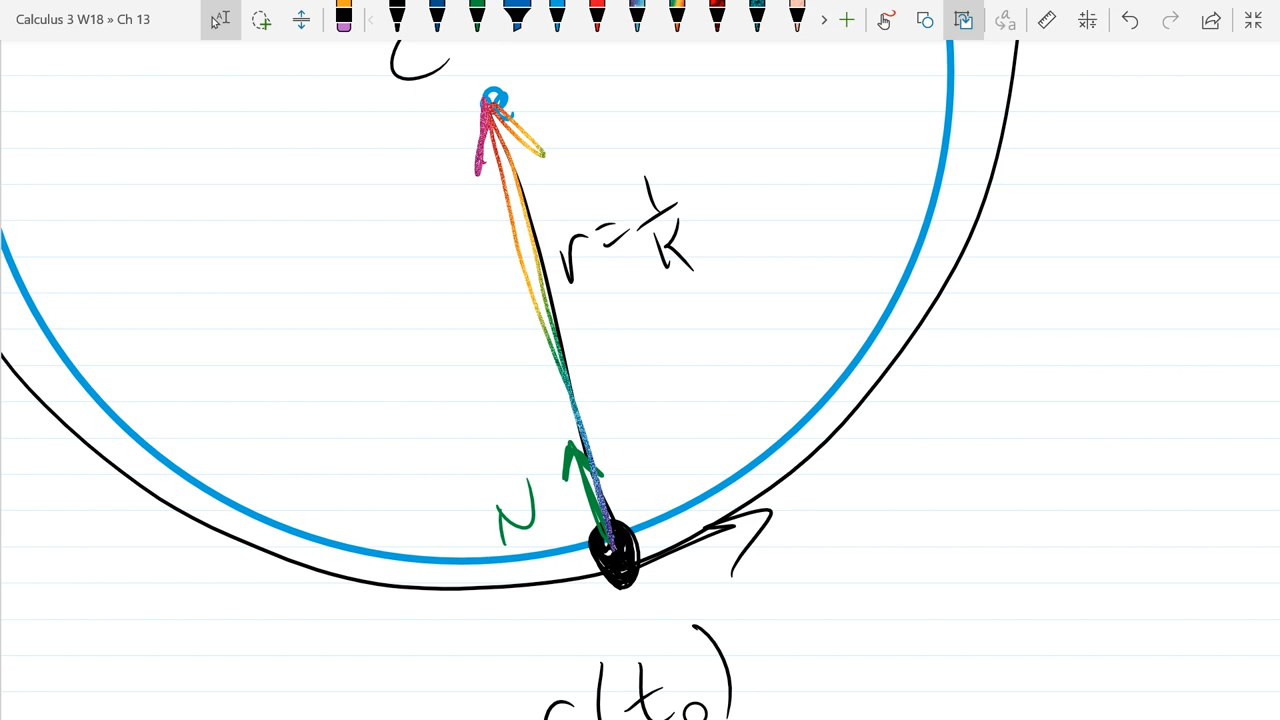 Calculus 3 W18 » Ch 13
r = 1/K
N
r(t₀)